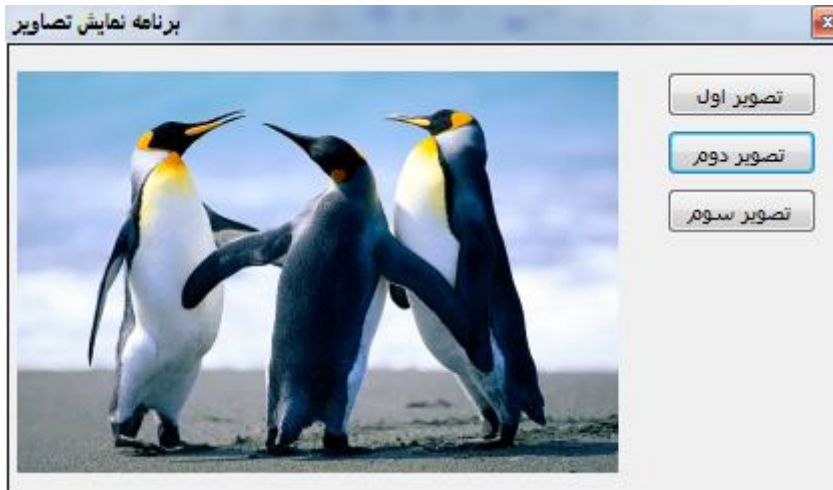 برنامه نمایش تصاویر
تصویر اول
تصویر دوم
تصویر سوم